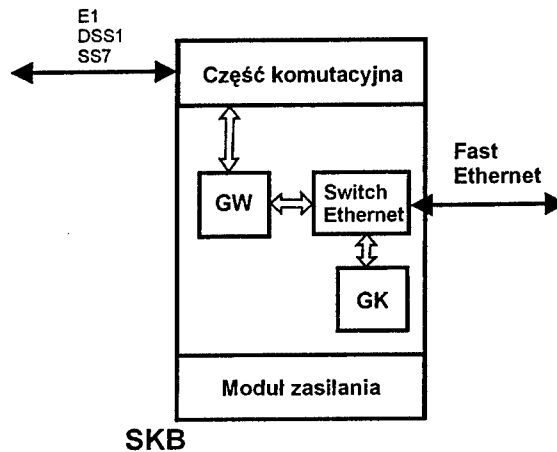 E1
DSS1
SS7
Część komutacyjna
Fast
Ethernet
GW
Switch
Ethernet
GK
Moduł zasilania
SKB